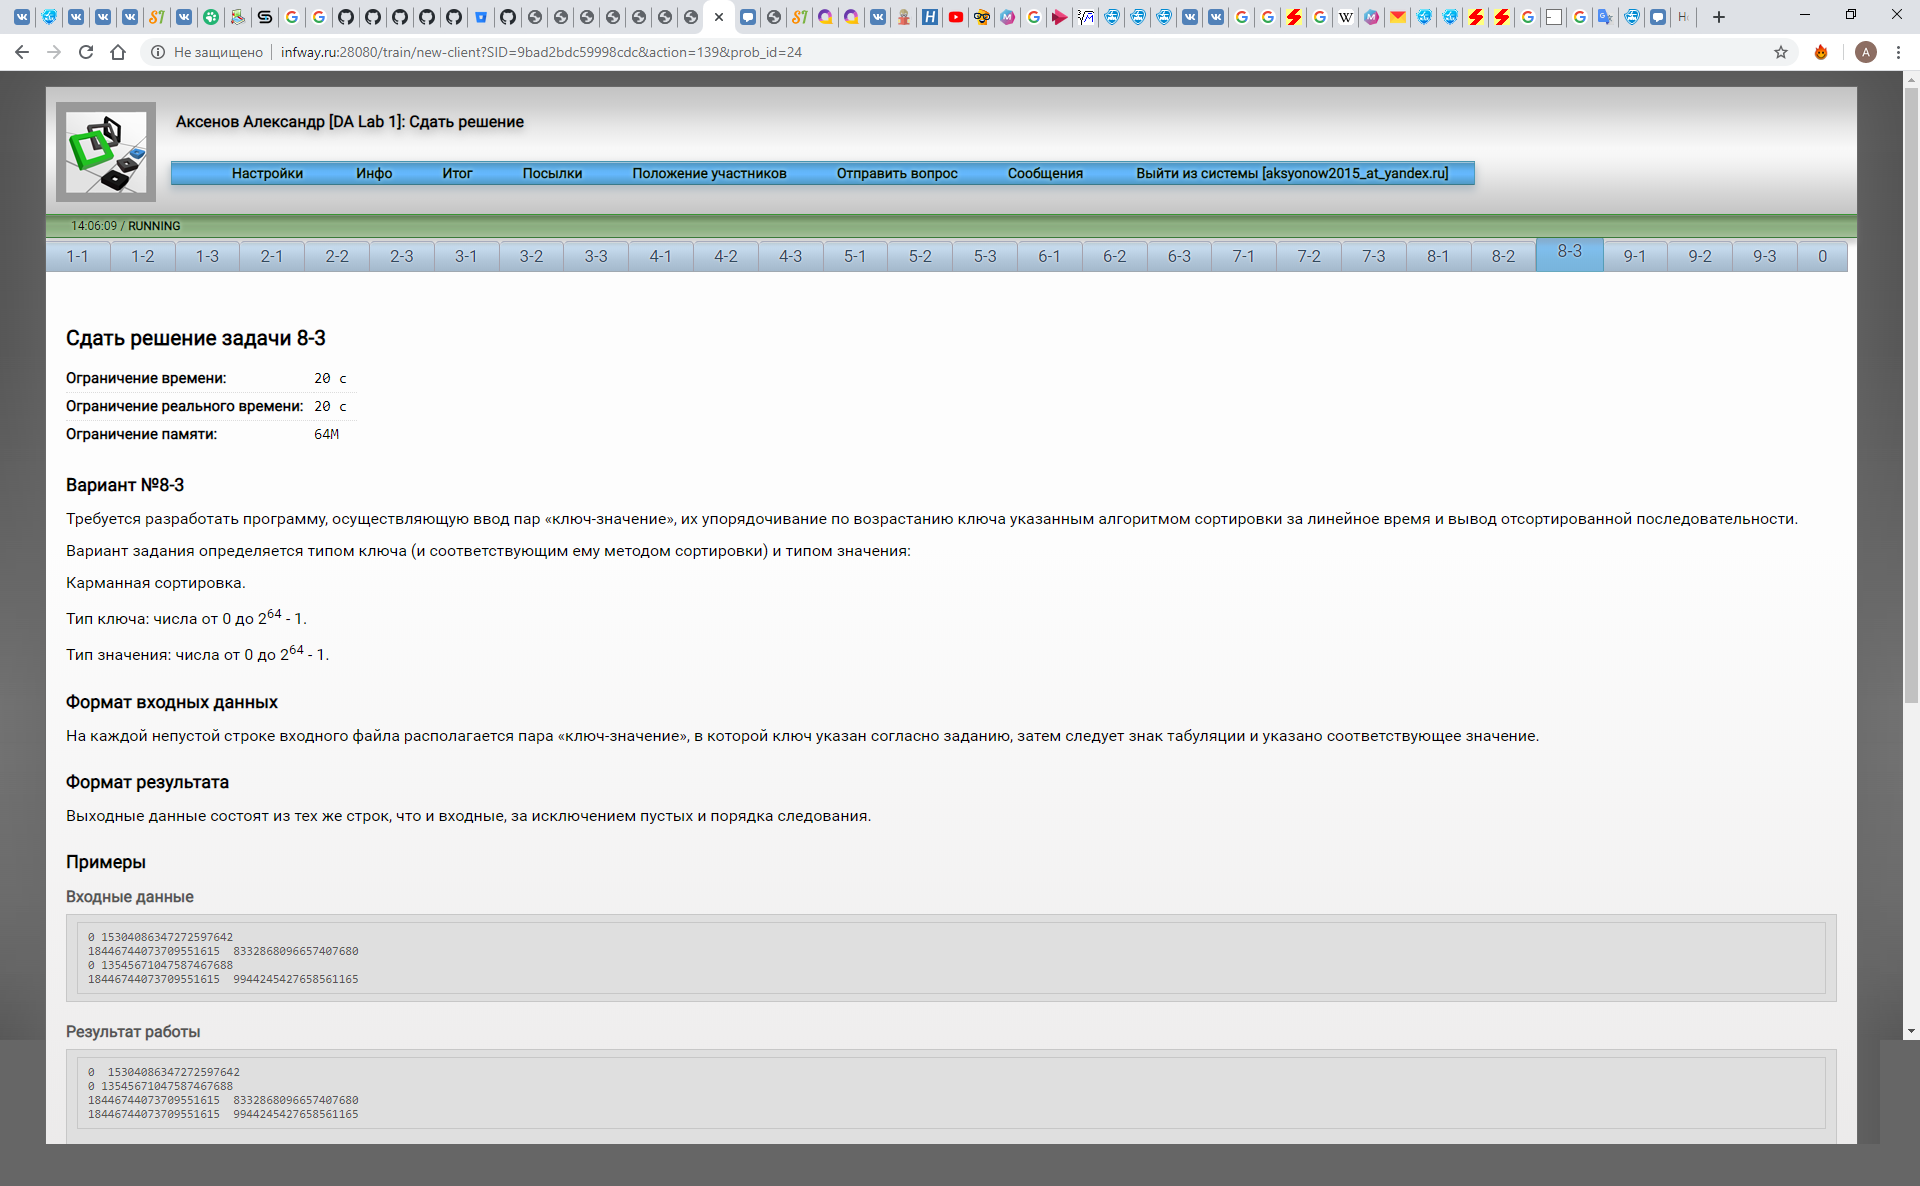 Не защищено
infway.ru:28080/train/new-client?SID=9bad2bdc59998cdc&action=139&prob_id=24
Аксенов Александр [DA Lab 1]: Сдать решение
Настройки Инфо Итог Посылки Положение участников Отправить вопрос Сообщения Выйти из системы [aksyonow2015_at_yandex.ru]
14:06:09 / RUNNING
1-1 1-2 1-3 2-1 2-2 2-3 3-1 3-2 3-3 4-1 4-2 4-3 5-1 5-2 5-3 6-1 6-2 6-3 7-1 7-2 7-3 8-1 8-2 8-3 9-1 9-2 9-3 0
Сдать решение задачи 8-3
Ограничение времени: 20 с
Ограничение реального времени: 20 с
Ограничение памяти: 64M
Вариант №8-3
Требуется разработать программу, осуществляющую ввод пар «ключ-значение», их упорядочивание по возрастанию ключа указанным алгоритмом сортировки за линейное время и вывод отсортированной последовательности.
Вариант задания определяется типом ключа (и соответствующим ему методом сортировки) и типом значения:
Карманная сортировка.
Тип ключа: числа от 0 до 2^64 - 1.
Тип значения: числа от 0 до 2^64 - 1.
Формат входных данных
На каждой непустой строке входного файла располагается пара «ключ-значение», в которой ключ указан согласно заданию, затем следует знак табуляции и указано соответствующее значение.
Формат результата
Выходные данные состоят из тех же строк, что и входные, за исключением пустых и порядка следования.
Примеры
Входные данные
0 15304086347272597642
18446744073709551615 8332868096657407680
0 13545671047587467688
18446744073709551615 9944245427658561165
Результат работы
0 15304086347272597642
0 13545671047587467688
18446744073709551615 8332868096657407680
18446744073709551615 9944245427658561165